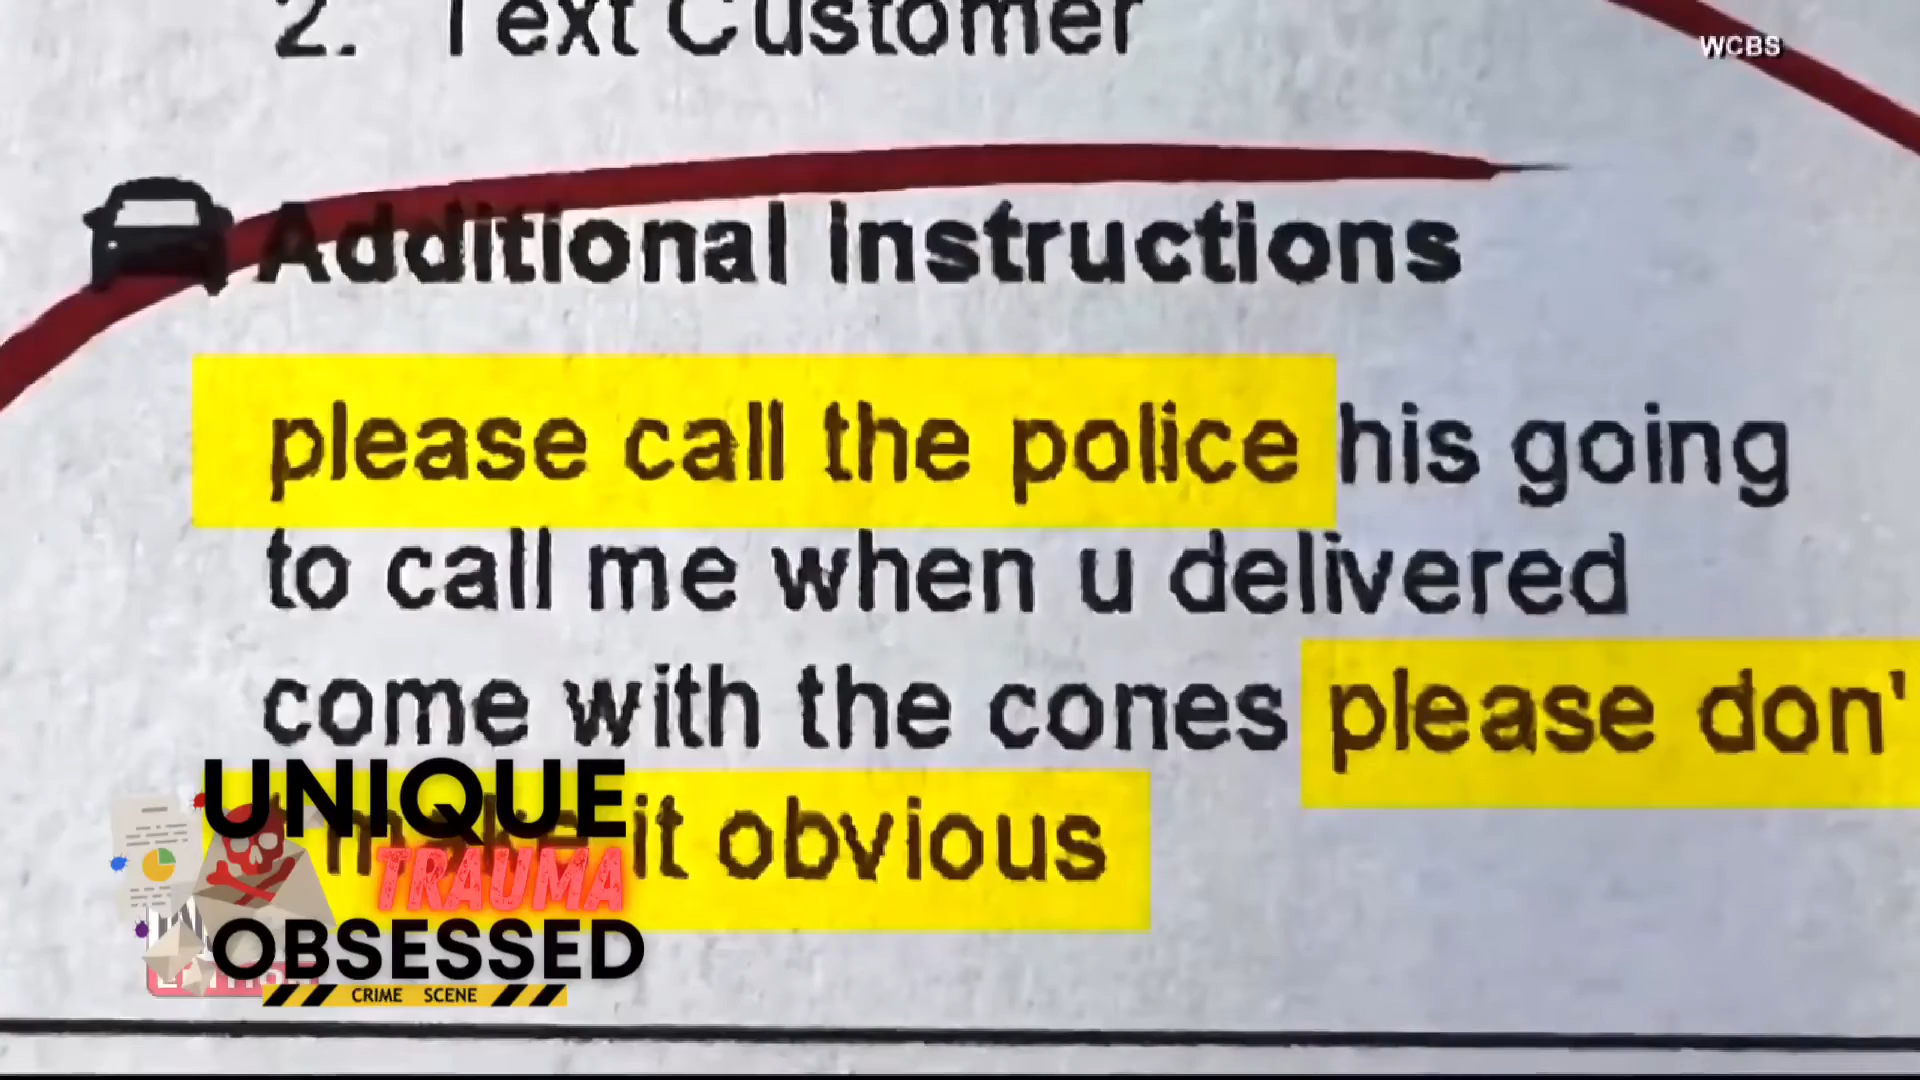 2. Text Customer
WCBS
Additional Instructions
please call the police his going
to call me when u delivered
come with the cones please don'
make it obvious
UNIQUE
TRAUMA
OBSESSED
CRIME SCENE